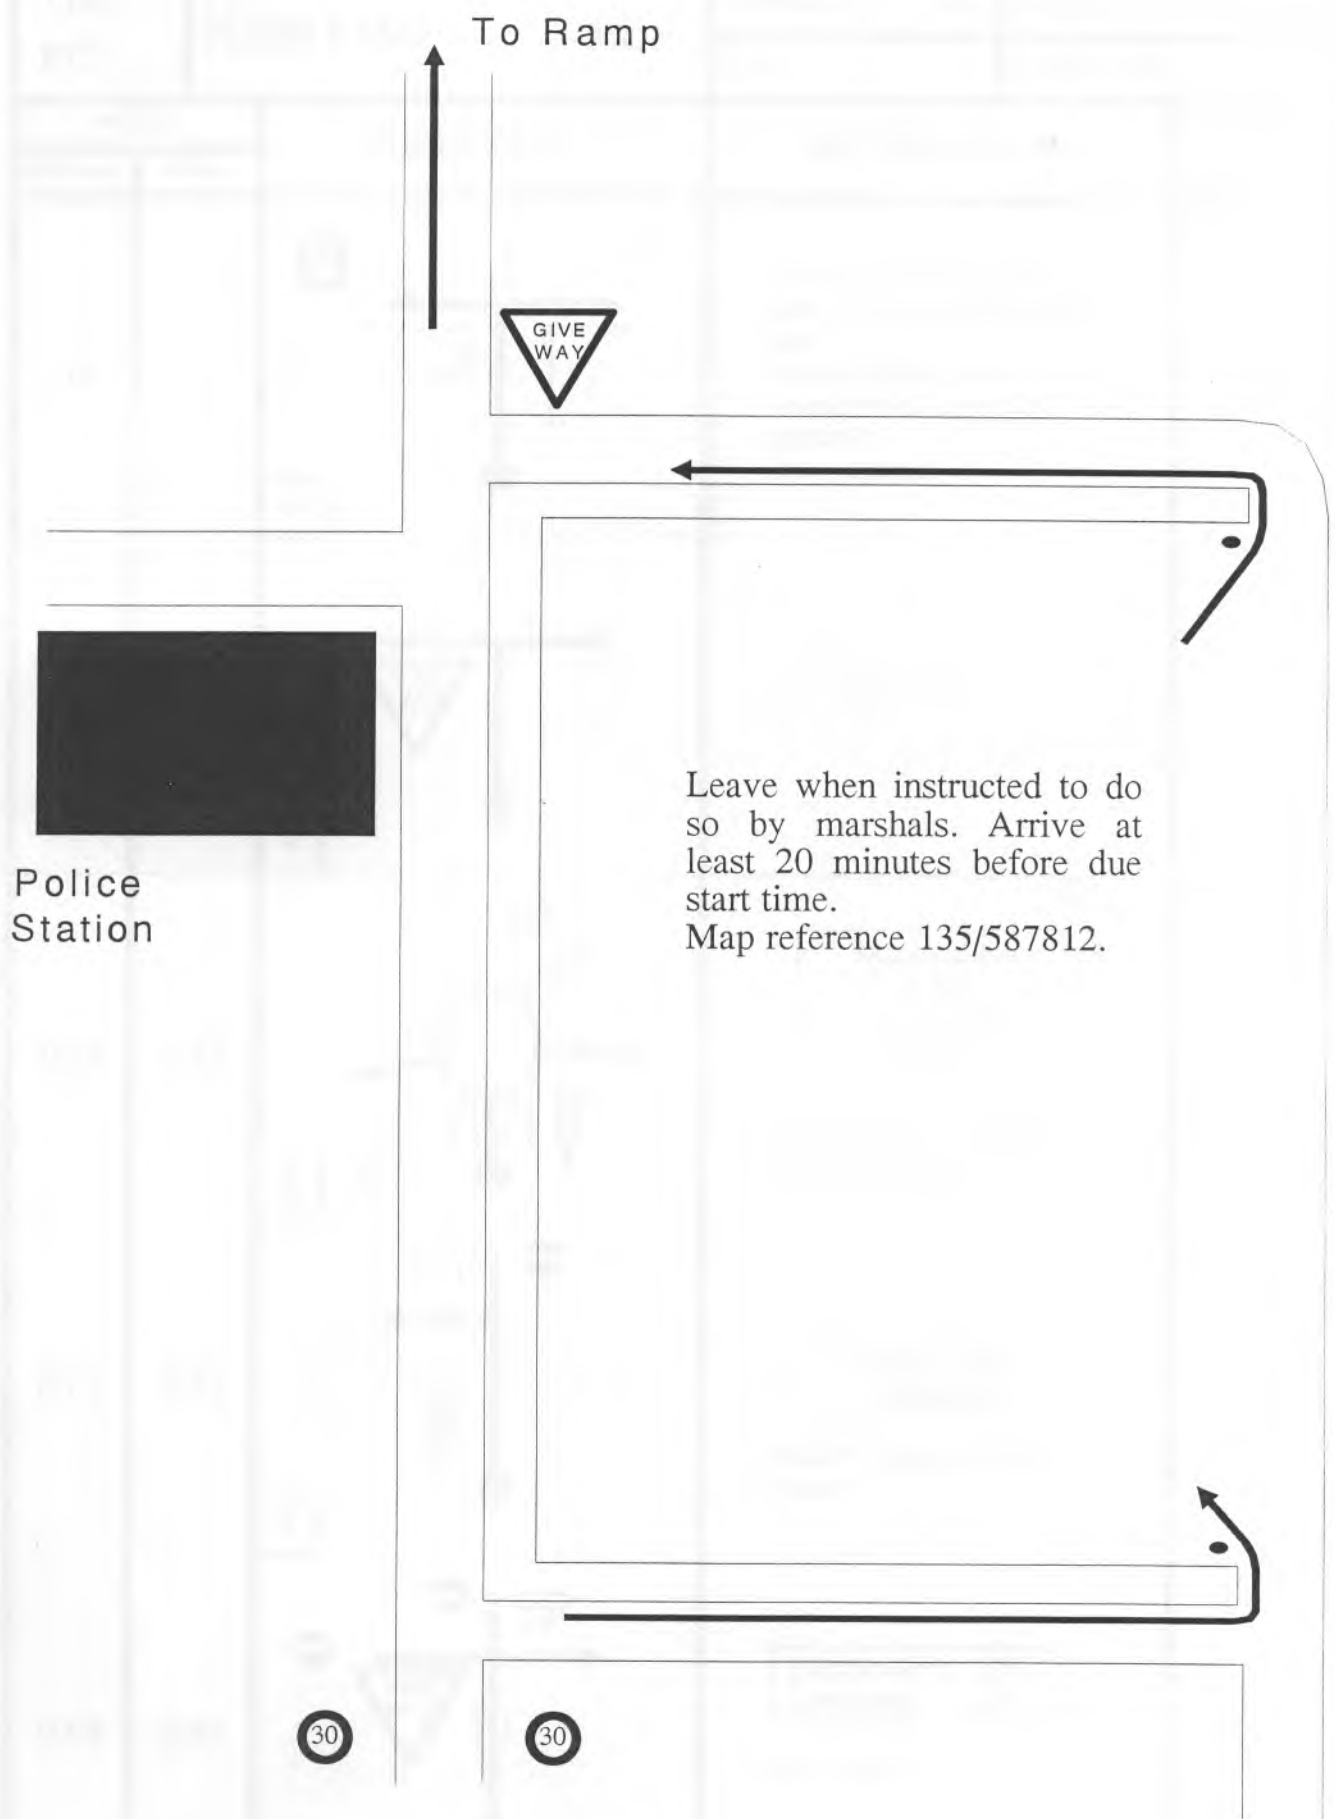 To Ramp
GIVE
WAY
Leave when instructed to do
so by marshals. Arrive at
least 20 minutes before due
start time.
Map reference 135/587812.
Police
Station
30
30